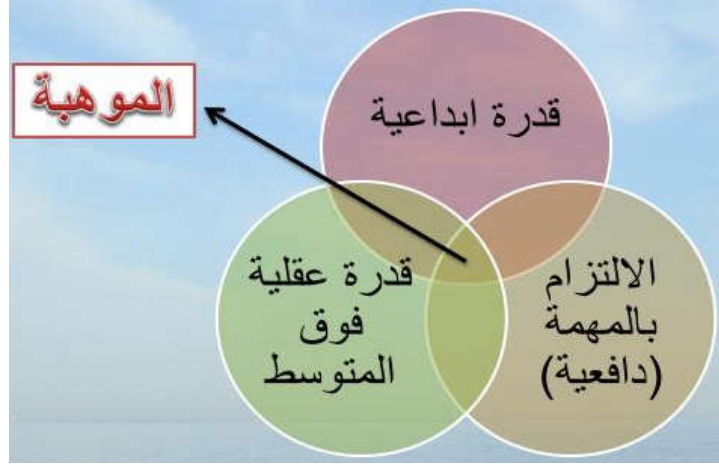 الموهبة
قدرة ابداعية
الالتزام
بالمهمة
(دافعية)
قدرة عقلية
فوق
المتوسط